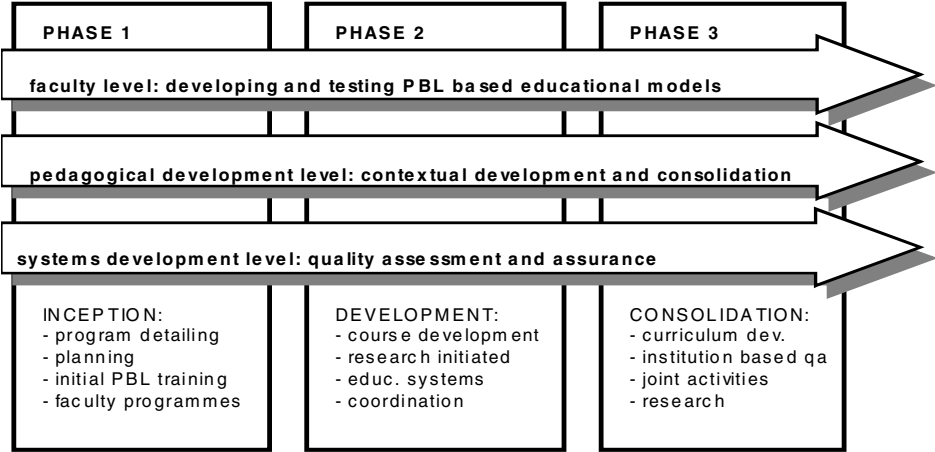 PHASE 1
PHASE 2
PHASE 3
faculty level: developing and testing PBL based educational models
pedagogical development level: contextual development and consolidation
systems development level: quality assessment and assurance
INCEPTION:
- program detailing
- planning
- initial PBL training
- faculty programmes
DEVELOPMENT:
- course development
- research initiated
- educ. systems
- coordination
CONSOLIDATION:
- curriculum dev.
- institution based qa
- joint activities
- research